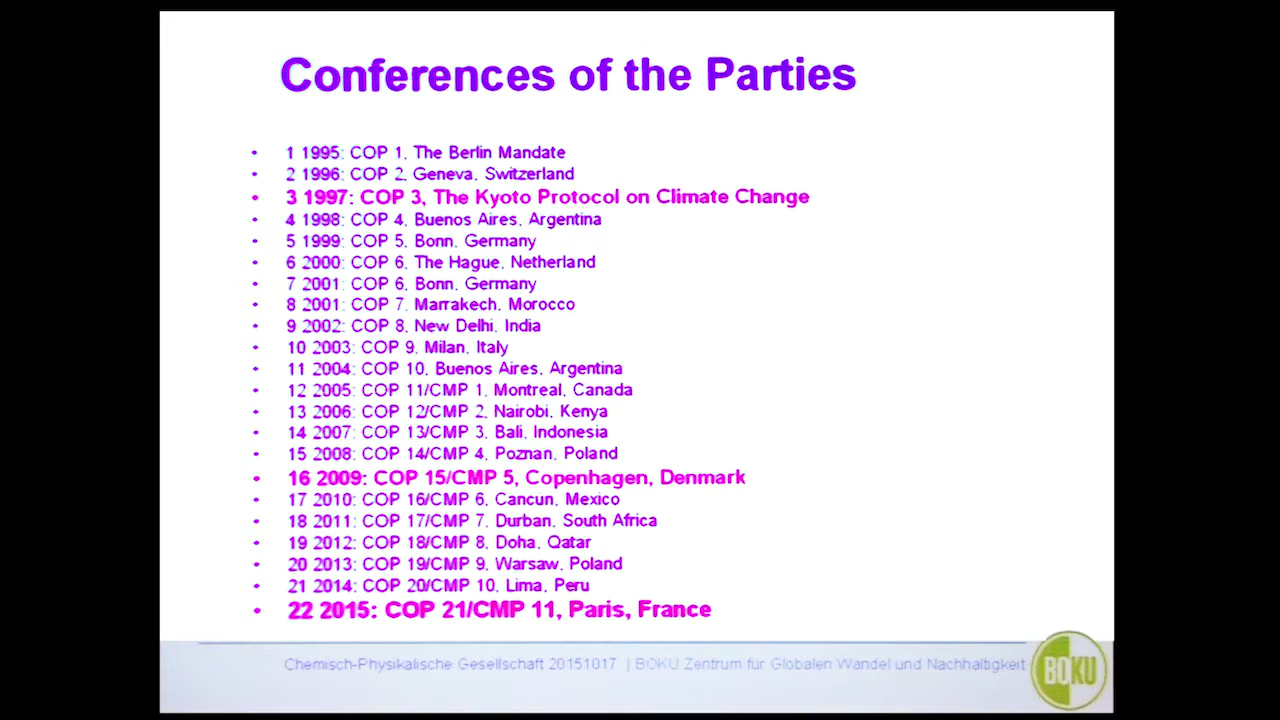 Conferences of the Parties
• 1 1995: COP 1, The Berlin Mandate
• 2 1996: COP 2, Geneva, Switzerland
• 3 1997: COP 3, The Kyoto Protocol on Climate Change
• 4 1998: COP 4, Buenos Aires, Argentina
• 5 1999: COP 5, Bonn, Germany
• 6 2000: COP 6, The Hague, Netherland
• 7 2001: COP 6, Bonn, Germany
• 8 2001: COP 7, Marrakech, Morocco
• 9 2002: COP 8, New Delhi, India
• 10 2003: COP 9, Milan, Italy
• 11 2004: COP 10, Buenos Aires, Argentina
• 12 2005: COP 11/CMP 1, Montreal, Canada
• 13 2006: COP 12/CMP 2, Nairobi, Kenya
• 14 2007: COP 13/CMP 3, Bali, Indonesia
• 15 2008: COP 14/CMP 4, Poznan, Poland
• 16 2009: COP 15/CMP 5, Copenhagen, Denmark
• 17 2010: COP 16/CMP 6, Cancun, Mexico
• 18 2011: COP 17/CMP 7, Durban, South Africa
• 19 2012: COP 18/CMP 8, Doha, Qatar
• 20 2013: COP 19/CMP 9, Warsaw, Poland
• 21 2014: COP 20/CMP 10, Lima, Peru
• 22 2015: COP 21/CMP 11, Paris, France
Chemisch-Physikalische Gesellschaft 20151017 | BOKU Zentrum für Globalen Wandel und Nachhaltigkeit
BOKU